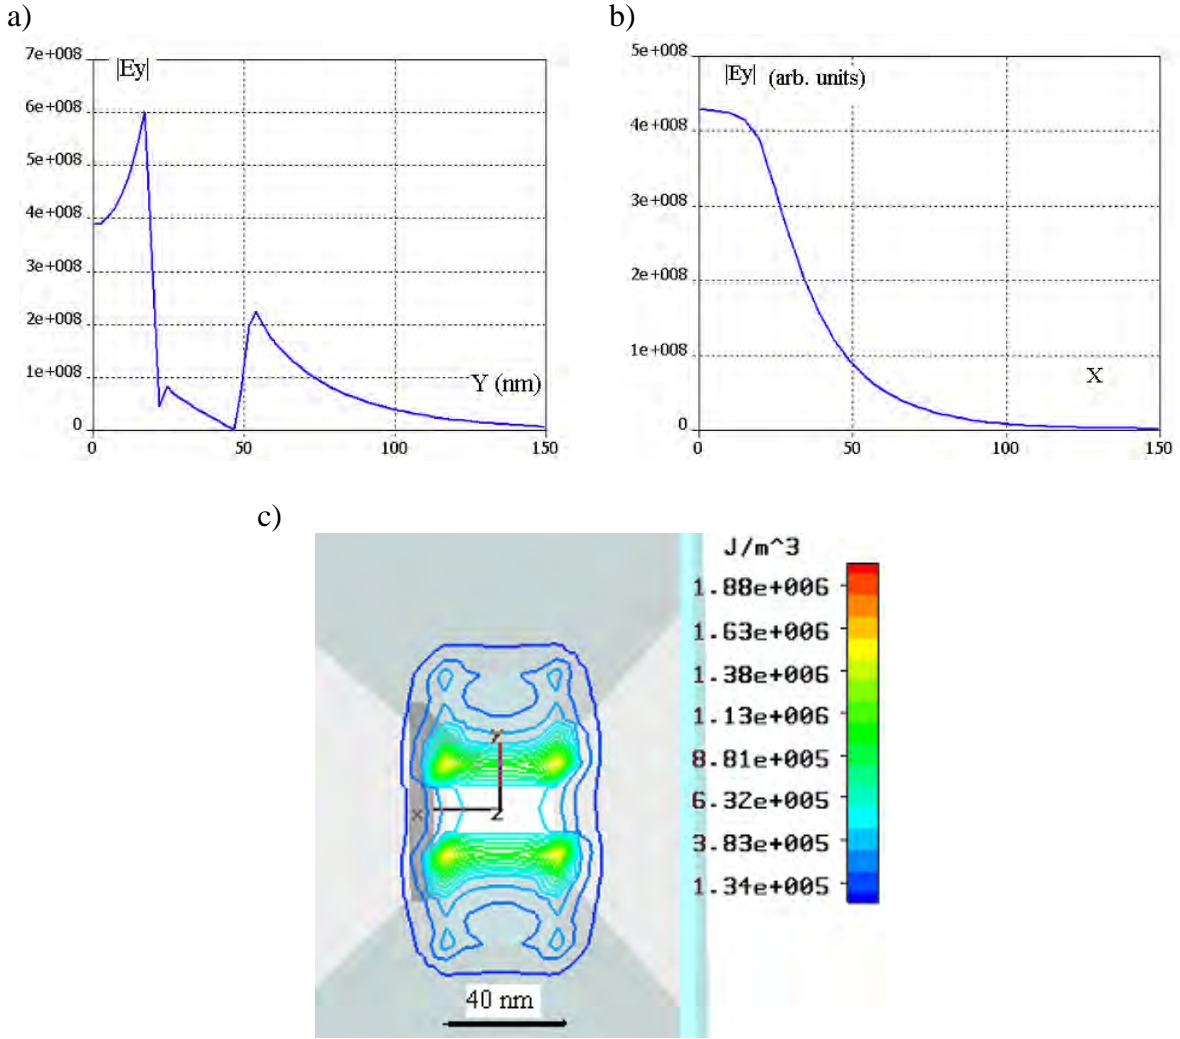 a)
7e+008
|Ey|
6e+008
5e+008
4e+008
3e+008
2e+008
1e+008
Y (nm)
0
0 50 100 150
b)
5e+008
|Ey| (arb. units)
4e+008
3e+008
2e+008
1e+008
X
0
0 50 100 150
c)
J/m^3
1.88e+006
1.63e+006
1.38e+006
1.13e+006
8.81e+005
6.32e+005
3.83e+005
1.34e+005
Y
X Z
40 nm